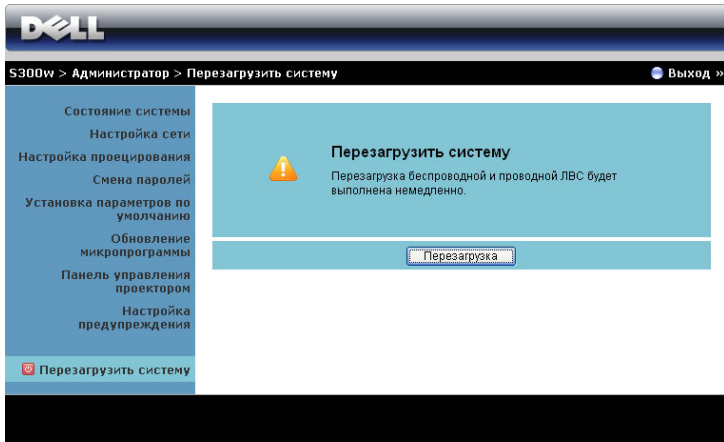 DELL
S300w > Администратор > Перезагрузить систему
Выход »
Состояние системы
Настройка сети
Настройка проецирования
Смена паролей
Установка параметров по
умолчанию
Обновление
микропрограммы
Панель управления
проектором
Настройка
предупреждения
Перезагрузить систему
Перезагрузить систему
Перезагрузка беспроводной и проводной ЛВС будет
выполнена немедленно.
Перезагрузка